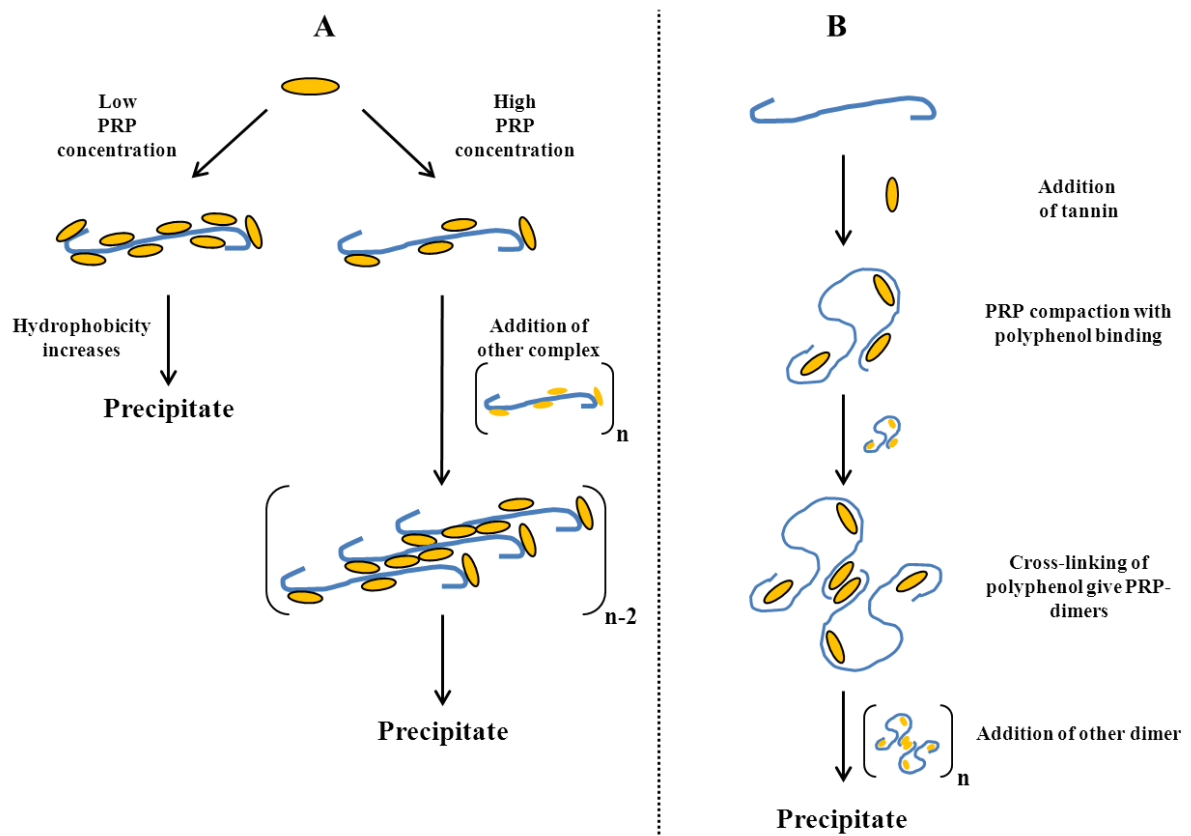 A
Low
PRP
concentration
High
PRP
concentration
Hydrophobicity
increases
Precipitate
Addition of
other complex
n
n-2
Precipitate
B
Addition
of tannin
PRP compaction with
polyphenol binding
Cross-linking of
polyphenol give PRP-
dimers
Addition of other dimer
n
Precipitate